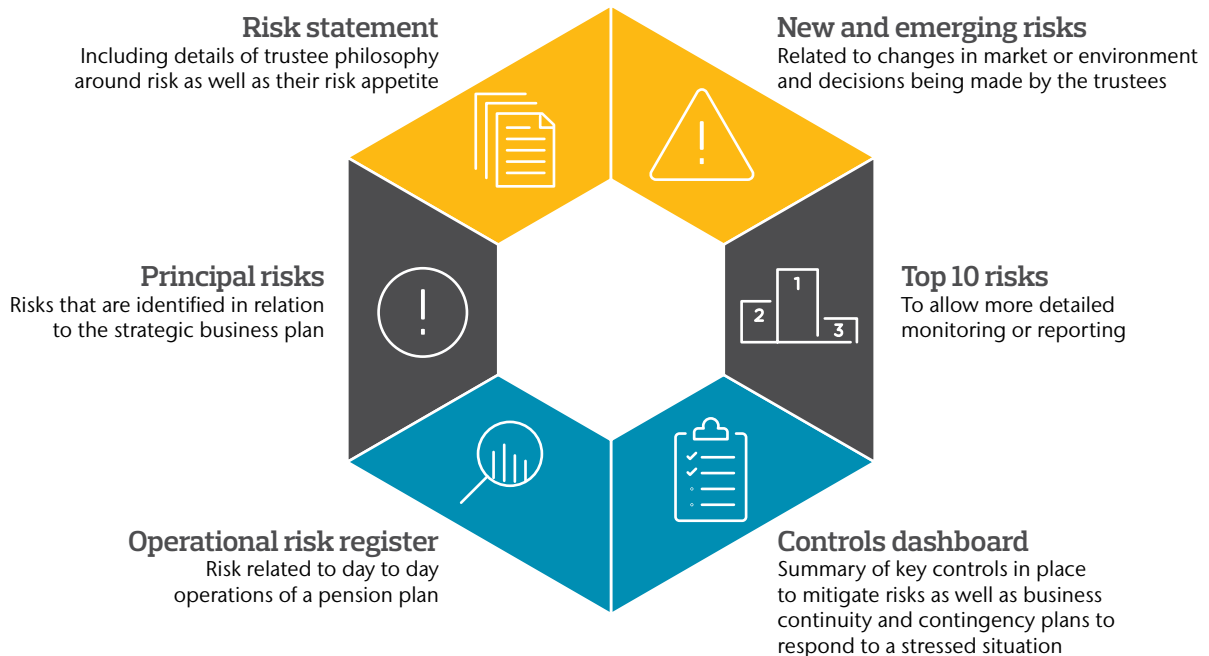 Risk statement
Including details of trustee philosophy
around risk as well as their risk appetite
New and emerging risks
Related to changes in market or environment
and decisions being made by the trustees
Principal risks
Risks that are identified in relation
to the strategic business plan
1
2
3
Top 10 risks
To allow more detailed
monitoring or reporting
Operational risk register
Risk related to day to day
operations of a pension plan
Controls dashboard
Summary of key controls in place
to mitigate risks as well as business
continuity and contingency plans to
respond to a stressed situation